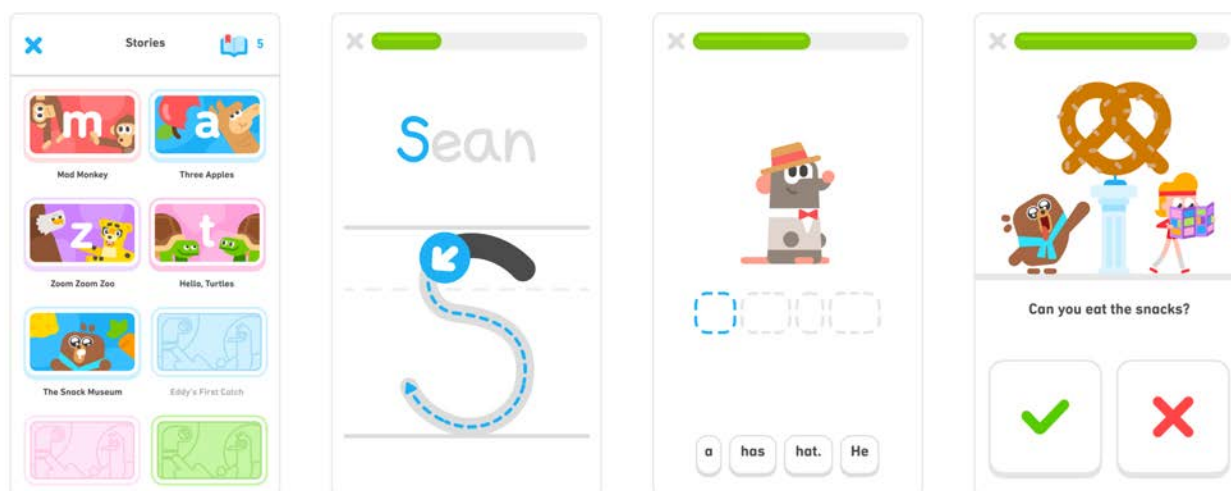 Stories
5
m
a
Mad Monkey
Three Apples
z
t
Zoom Zoom Zoo
Hello, Turtles
The Snack Museum
Eddy's First Catch
Sean
S
a
has
hat.
He
Can you eat the snacks?